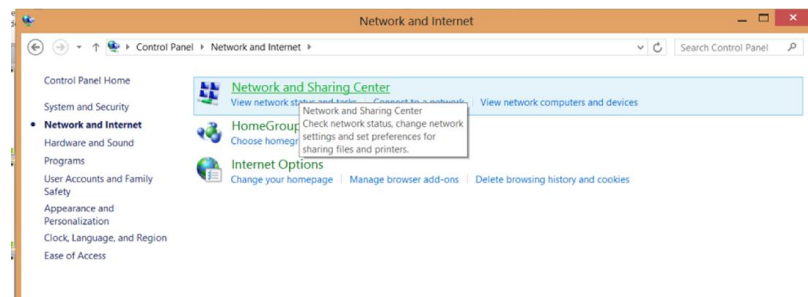 Network and Internet
Control Panel Network and Internet
Search Control Panel
Control Panel Home
System and Security
Network and Internet
Hardware and Sound
Programs
User Accounts and Family
Safety
Appearance and
Personalization
Clock, Language, and Region
Ease of Access
Network and Sharing Center
View network status and tasks Connect to a network View network computers and devices
Network and Sharing Center
Check network status, change network
settings and set preferences for
sharing files and printers.
HomeGroup
Choose homegr
Internet Options
Change your homepage Manage browser add-ons Delete browsing history and cookies